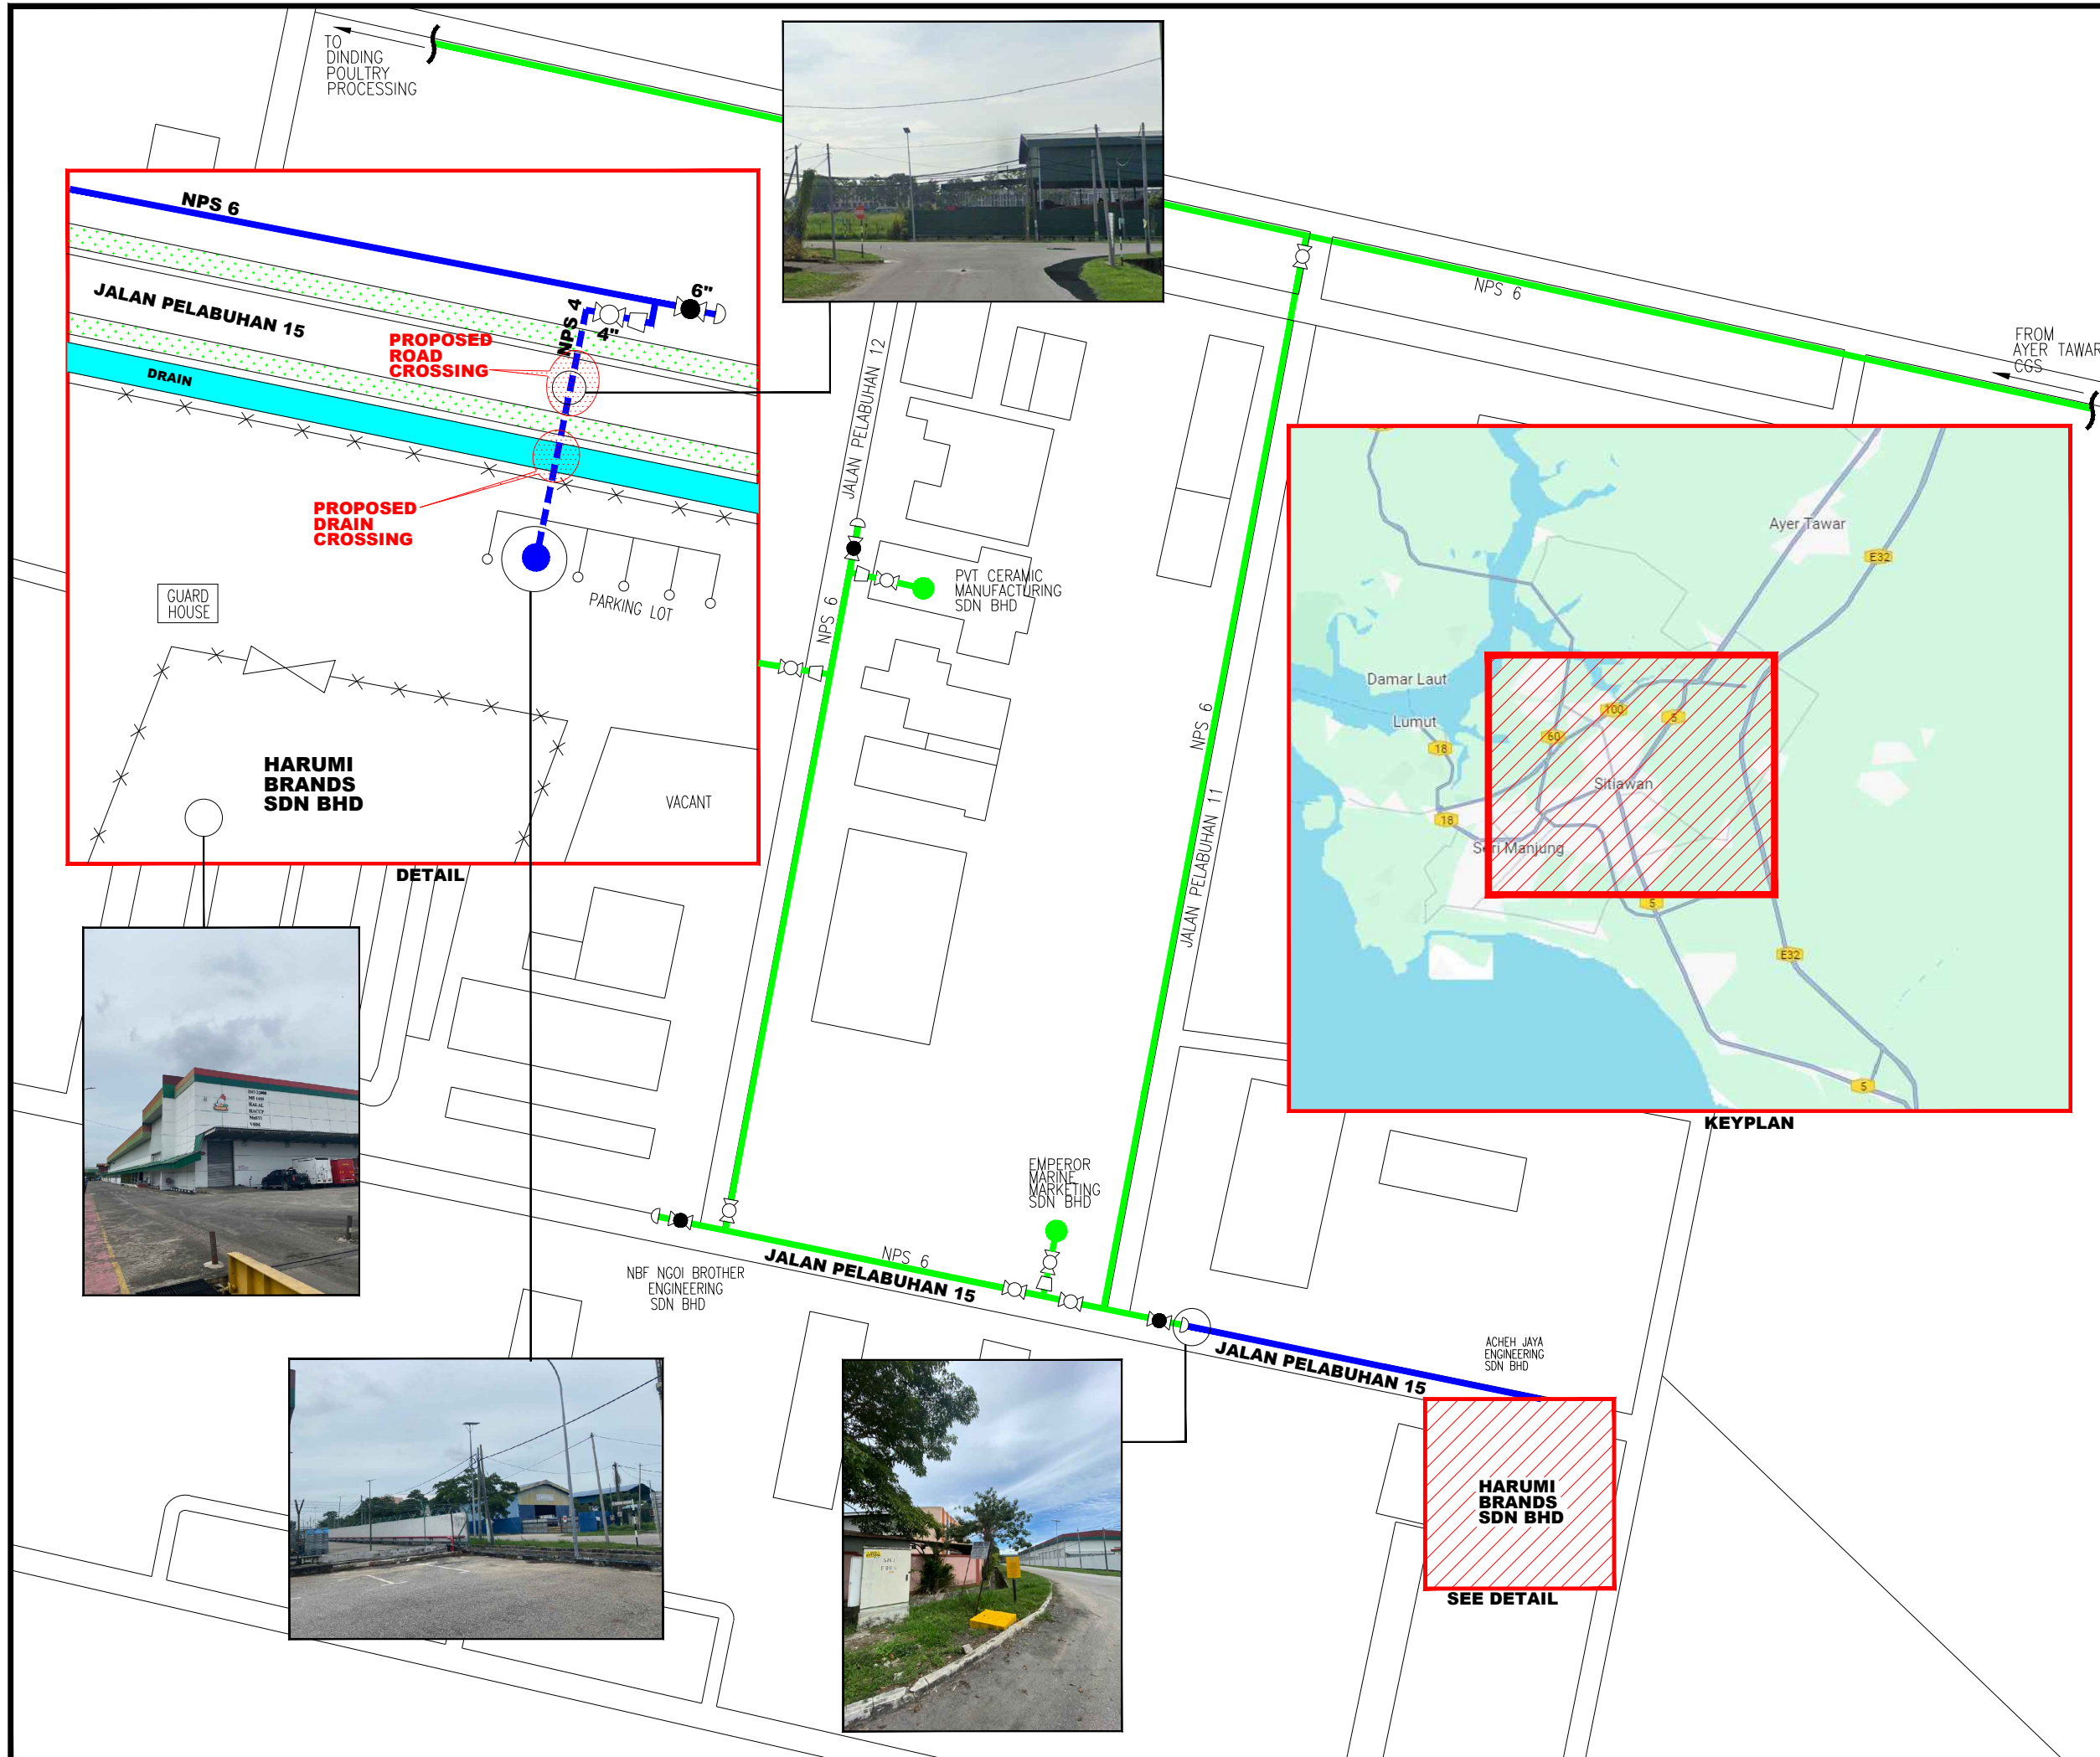 TO
DINDING
POULTRY
PROCESSING
NPS 6
JALAN PELABUHAN 15
DRAIN
PROPOSED
ROAD
CROSSING
NPS 4
4"
6"
PROPOSED
DRAIN
CROSSING
GUARD
HOUSE
PARKING LOT
HARUMI
BRANDS
SDN BHD
VACANT
DETAIL
JALAN PELABUHAN 12
NPS 6
PVT CERAMIC
MANUFACTURING
SDN BHD
NPS 6
JALAN PELABUHAN 11
NPS 6
FROM
AYER TAWAR
CGS
Ayer Tawar
E32
Damar Laut
Lumut
18
100
5
60
Sitiawan
18
Seri Manjung
5
E32
5
KEYPLAN
EMPEROR
MARINE
MARKETING
SDN BHD
NBF NGOI BROTHER
ENGINEERING
SDN BHD
NPS 6
JALAN PELABUHAN 15
JALAN PELABUHAN 15
ACHEH JAYA
ENGINEERING
SDN BHD
HARUMI
BRANDS
SDN BHD
SEE DETAIL